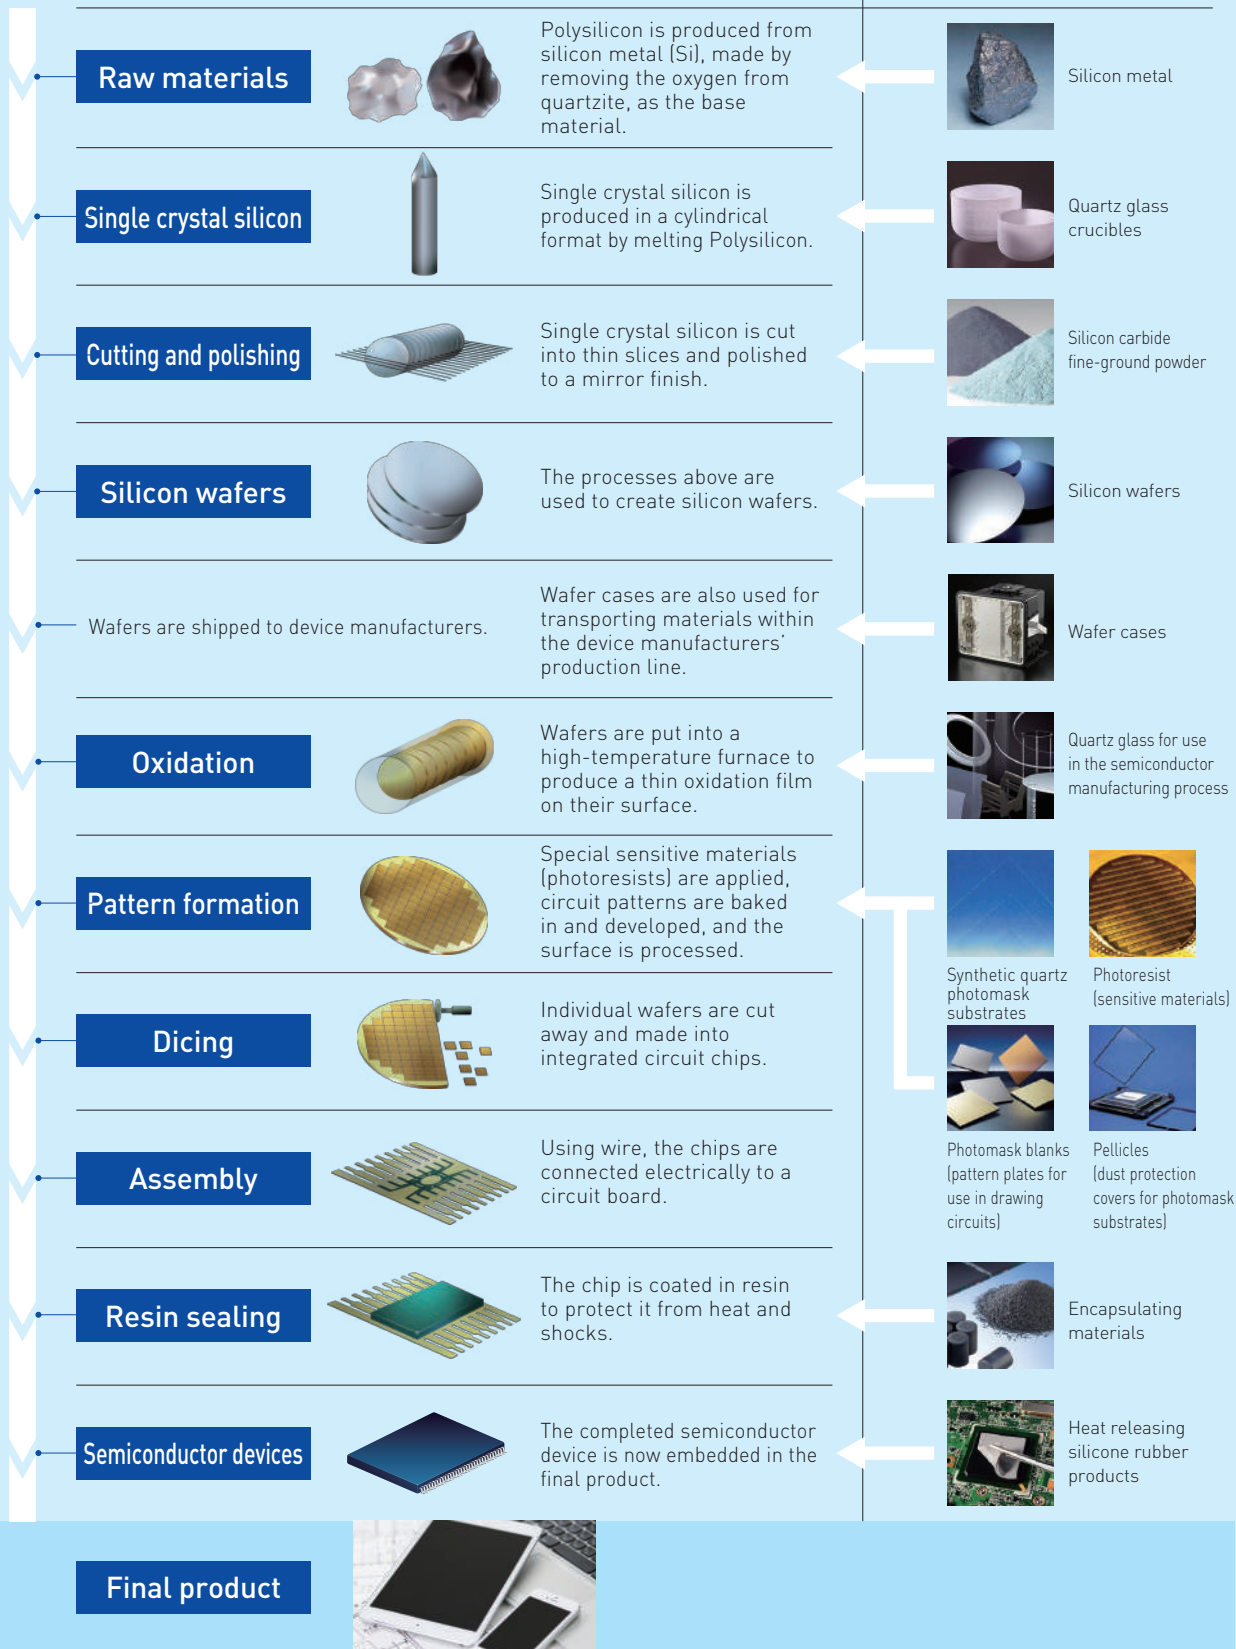 Raw materials
Polysilicon is produced from
silicon metal (Si), made by
removing the oxygen from
quartzite, as the base
material.
Silicon metal
Single crystal silicon
Single crystal silicon is
produced in a cylindrical
format by melting Polysilicon.
Quartz glass
crucibles
Cutting and polishing
Single crystal silicon is cut
into thin slices and polished
to a mirror finish.
Silicon carbide
fine-ground powder
Silicon wafers
The processes above are
used to create silicon wafers.
Silicon wafers
Wafers are shipped to device manufacturers.
Wafer cases are also used for
transporting materials within
the device manufacturers'
production line.
Wafer cases
Oxidation
Wafers are put into a
high-temperature furnace to
produce a thin oxidation film
on their surface.
Quartz glass for use
in the semiconductor
manufacturing process
Pattern formation
Special sensitive materials
(photoresists) are applied,
circuit patterns are baked
in and developed, and the
surface is processed.
Synthetic quartz
photomask
substrates
Photoresist
(sensitive materials)
Dicing
Individual wafers are cut
away and made into
integrated circuit chips.
Photomask blanks
(pattern plates for
use in drawing
circuits)
Pellicles
(dust protection
covers for photomask
substrates)
Assembly
Using wire, the chips are
connected electrically to a
circuit board.
Resin sealing
The chip is coated in resin
to protect it from heat and
shocks.
Encapsulating
materials
Semiconductor devices
The completed semiconductor
device is now embedded in the
final product.
Heat releasing
silicone rubber
products
Final product